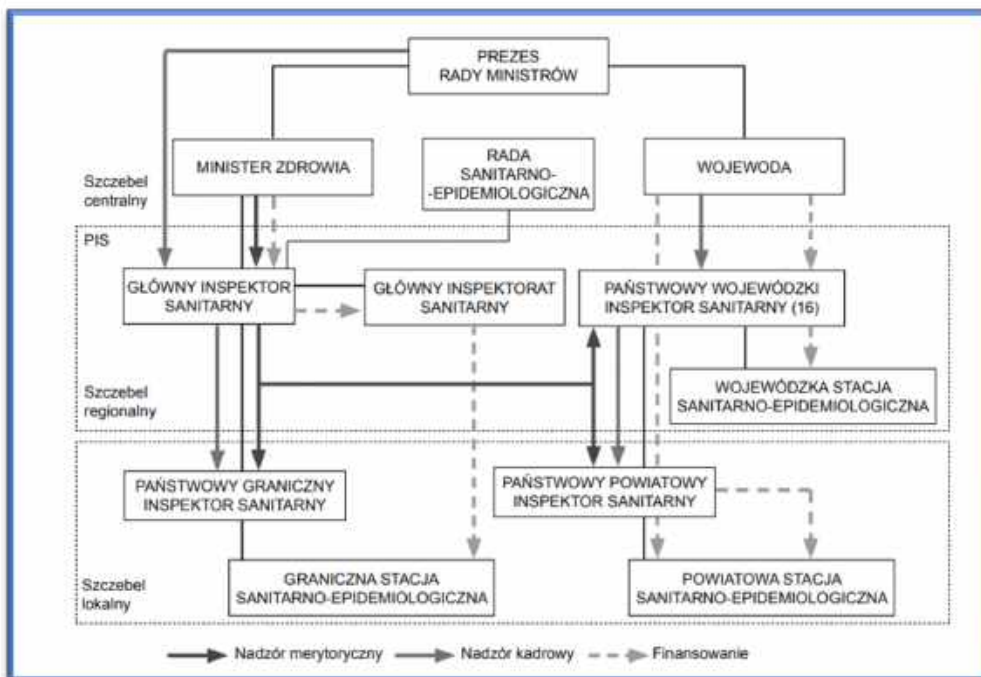 PREZES
RADY MINISTRÓW
MINISTER ZDROWIA
RADA
SANITARNO-
-EPIDEMIOLOGICZNA
WOJEWODA
Szczebel
centralny
PIS
GŁÓWNY INSPEKTOR
SANITARNY
GŁÓWNY INSPEKTORAT
SANITARNY
PAŃSTWOWY WOJEWÓDZKI
INSPEKTOR SANITARNY (16)
Szczebel
regionalny
WOJEWÓDZKA STACJA
SANITARNO-EPIDEMIOLOGICZNA
PAŃSTWOWY GRANICZNY
INSPEKTOR SANITARNY
PAŃSTWOWY POWIATOWY
INSPEKTOR SANITARNY
Szczebel
lokalny
GRANICZNA STACJA
SANITARNO-EPIDEMIOLOGICZNA
POWIATOWA STACJA
SANITARNO-EPIDEMIOLOGICZNA
Nadzór merytoryczny
Nadzór kadrowy
Finansowanie